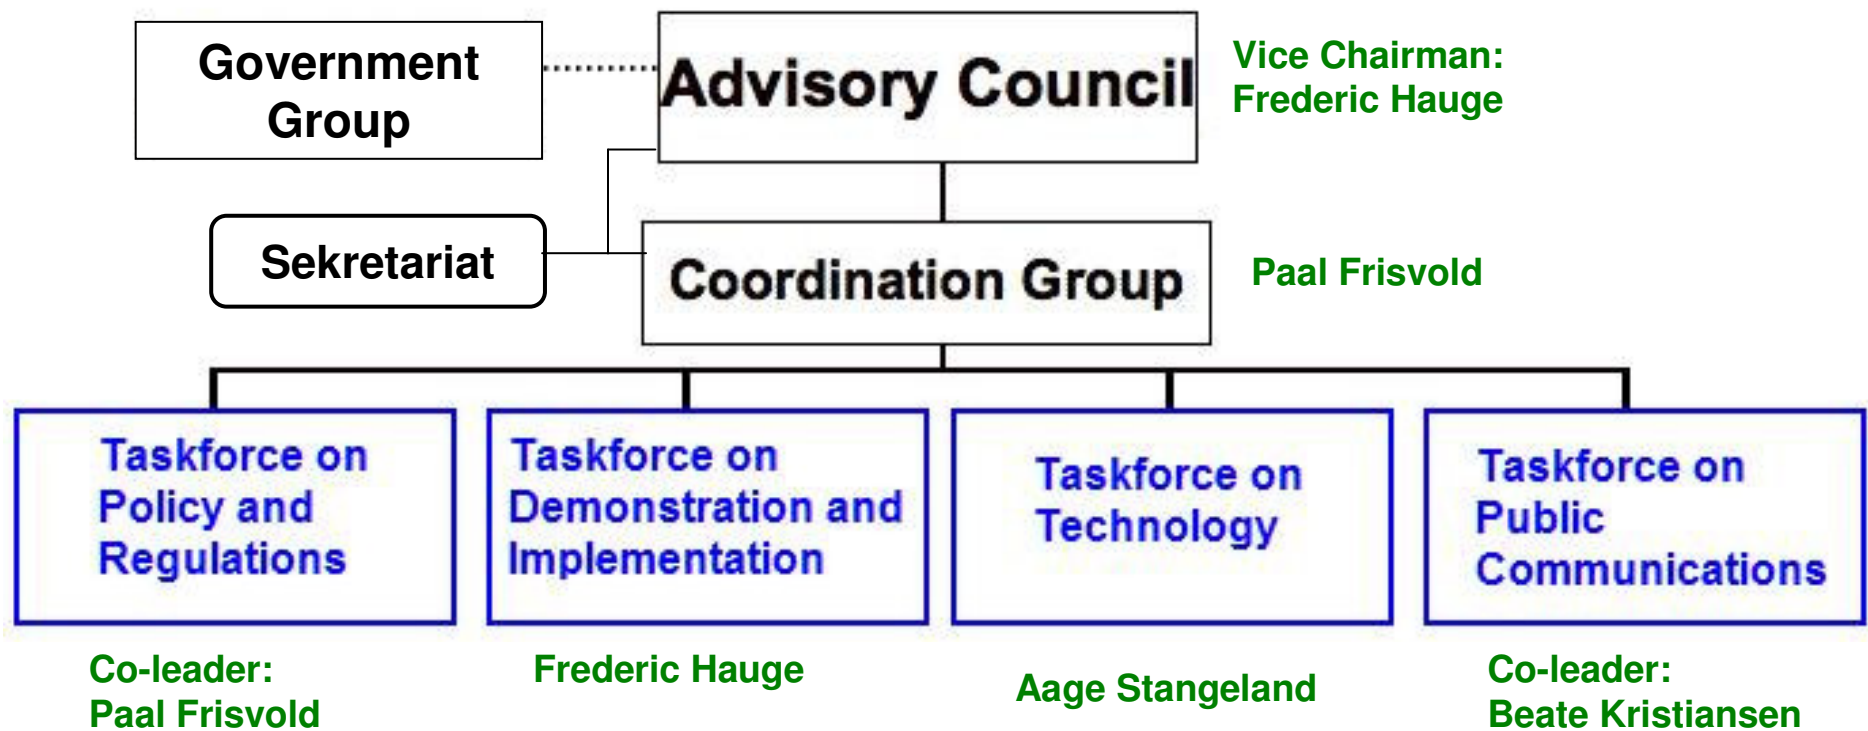 Government
Group
Advisory Council
Vice Chairman:
Frederic Hauge
Sekretariat
Coordination Group
Paal Frisvold
Taskforce on
Policy and
Regulations
Taskforce on
Demonstration and
Implementation
Taskforce on
Technology
Taskforce on
Public
Communications
Co-leader:
Paal Frisvold
Frederic Hauge
Aage Stangeland
Co-leader:
Beate Kristiansen